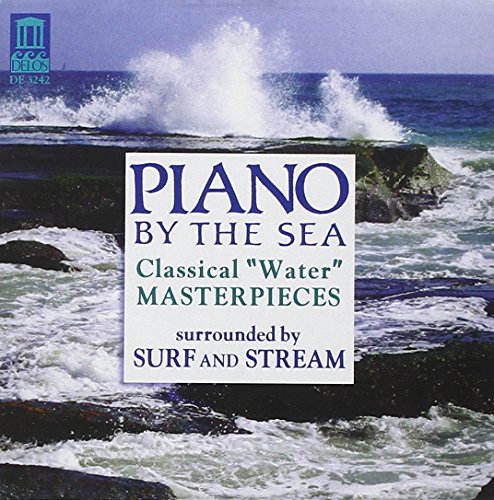 DELOS
DE 3242
PIANO
BY THE SEA
Classical "Water"
MASTERPIECES
surrounded by
SURF AND STREAM